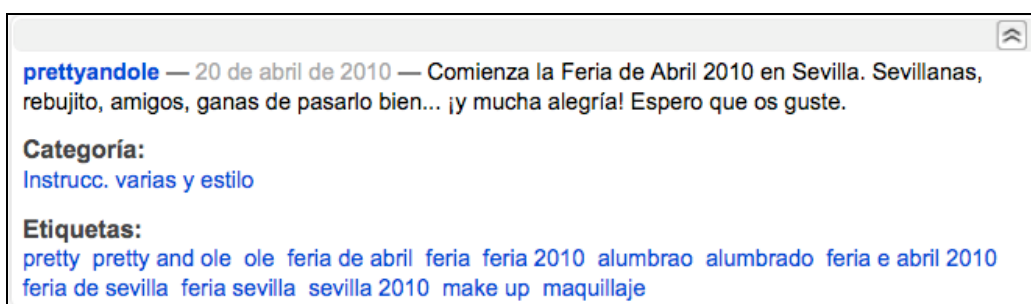 prettyandole — 20 de abril de 2010 — Comienza la Feria de Abril 2010 en Sevilla. Sevillanas,
rebujito, amigos, ganas de pasarlo bien... ¡y mucha alegría! Espero que os guste.
Categoría:
Instrucc. varias y estilo
Etiquetas:
pretty pretty and ole ole feria de abril feria feria 2010 alumbrao alumbrado feria e abril 2010
feria de sevilla feria sevilla sevilla 2010 make up maquillaje